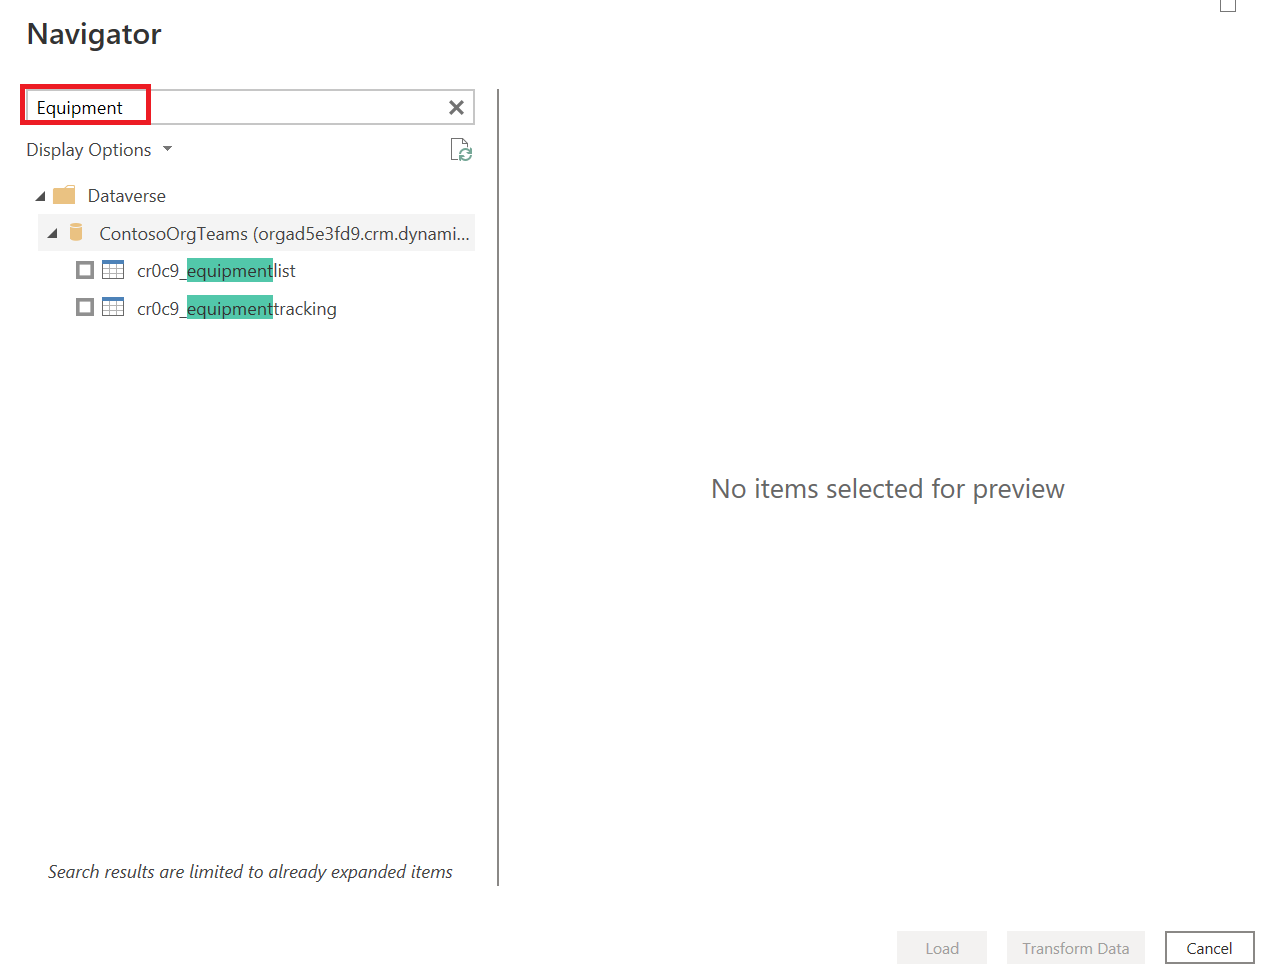 Navigator
Equipment
Display Options
Dataverse
ContosoOrgTeams (orgad5e3fd9.crm.dynami...
cr0c9_equipmentlist
cr0c9_equipmenttracking
No items selected for preview
Search results are limited to already expanded items
Load
Transform Data
Cancel